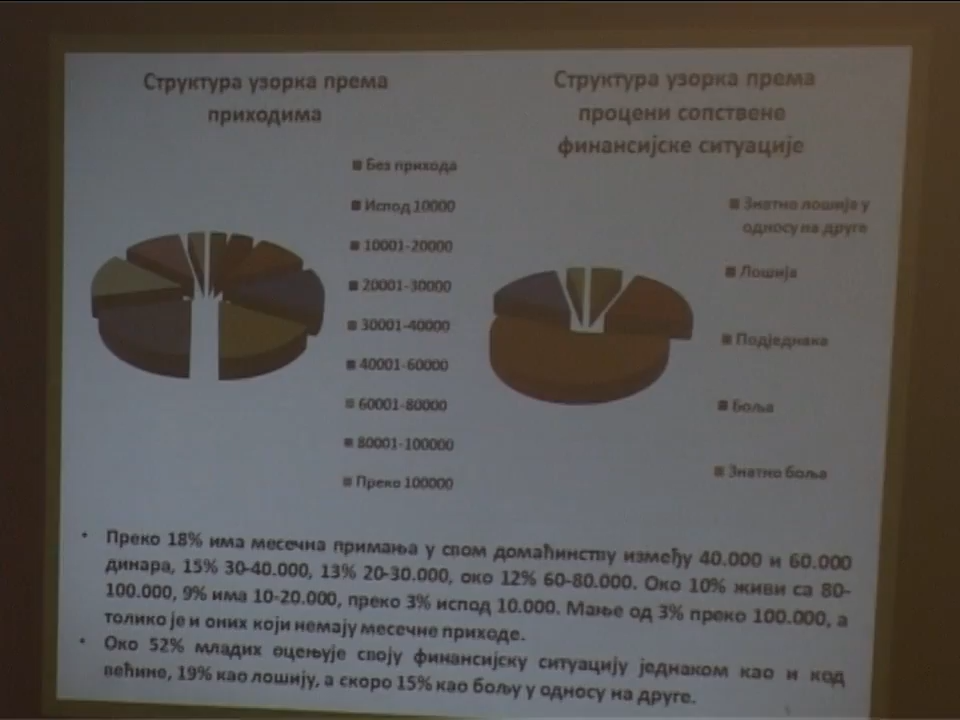 Структура узорка према
приходима
Без прихода
Испод 10000
10001-20000
20001-30000
30001-40000
40001-60000
60001-80000
80001-100000
Преко 100000
Структура узорка према
процени сопствене
финансијске ситуације
Знатно лошије у
односу на друге
Лошија
Подједнака
Боља
Знатно боља
• Преко 18% има месечна примања у свом домаћинству између 40.000 и 60.000
динара, 15% 30-40.000, 13% 20-30.000, око 12% 60-80.000. Око 10% живи са 80-
100.000, 9% има 10-20.000, преко 3% испод 10.000. Мање од 3% преко 100.000, а
толико је и оних који немају месечне приходе.
• Око 52% младих оцењује своју финансијску ситуацију једнаком као и код
већине, 19% као лошију, а скоро 15% као бољу у односу на друге.